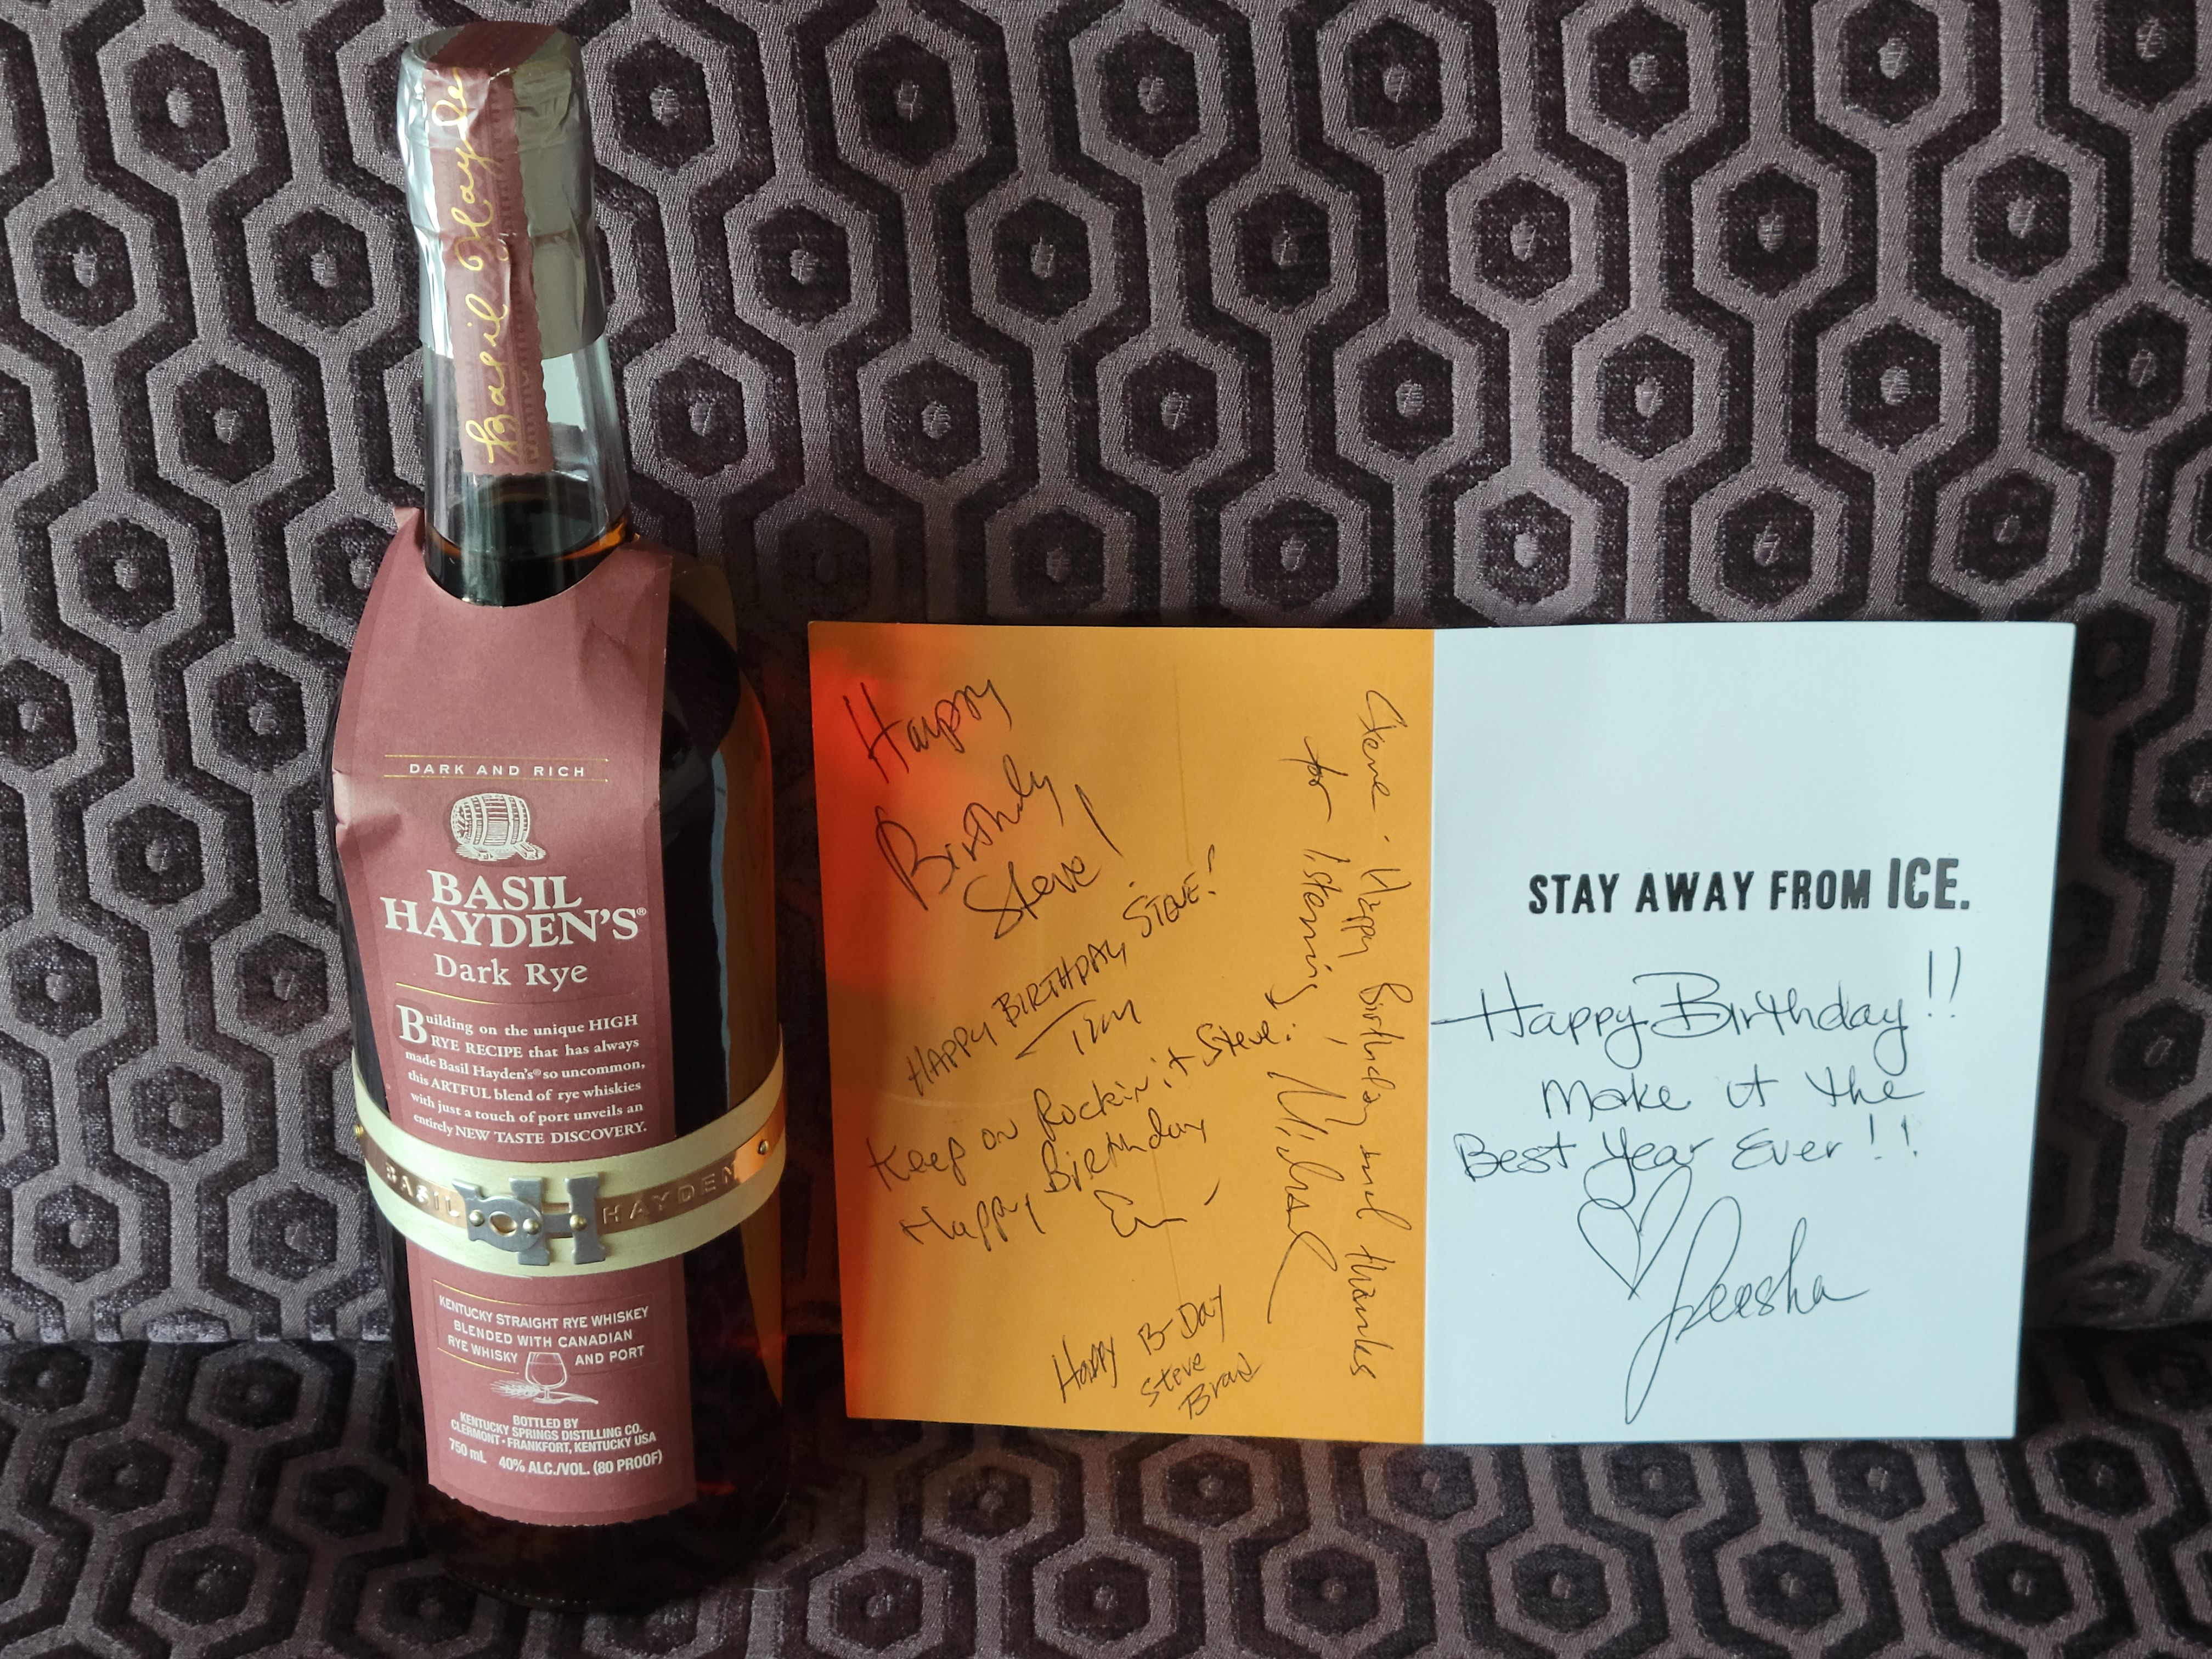 Basil Hayden
DARK AND RICH
BASIL
HAYDEN'S®
Dark Rye
Building on the unique HIGH
RYE RECIPE that has always
made Basil Hayden's® so uncommon,
this ARTFUL blend of rye whiskies
with just a touch of port unveils an
entirely NEW TASTE DISCOVERY.
BASIL H HAYDEN
KENTUCKY STRAIGHT RYE WHISKEY
BLENDED WITH CANADIAN
RYE WHISKY AND PORT
BOTTLED BY
KENTUCKY SPRINGS DISTILLING CO.
CLERMONT • FRANKFORT, KENTUCKY USA
750 mL 40% ALC./VOL. (80 PROOF)
Happy
Birthdy
Steve!
HAPPY BIRTHDAY STEVE!
Tim
Keep on Rockin it Steve!
Happy Birthday
Steve. Happy Birthday and thanks
for listening, Michael
Happy B-Day
Steve
Brad
STAY AWAY FROM ICE.
Happy Birthday!!
Make it the
Best Year Ever!!